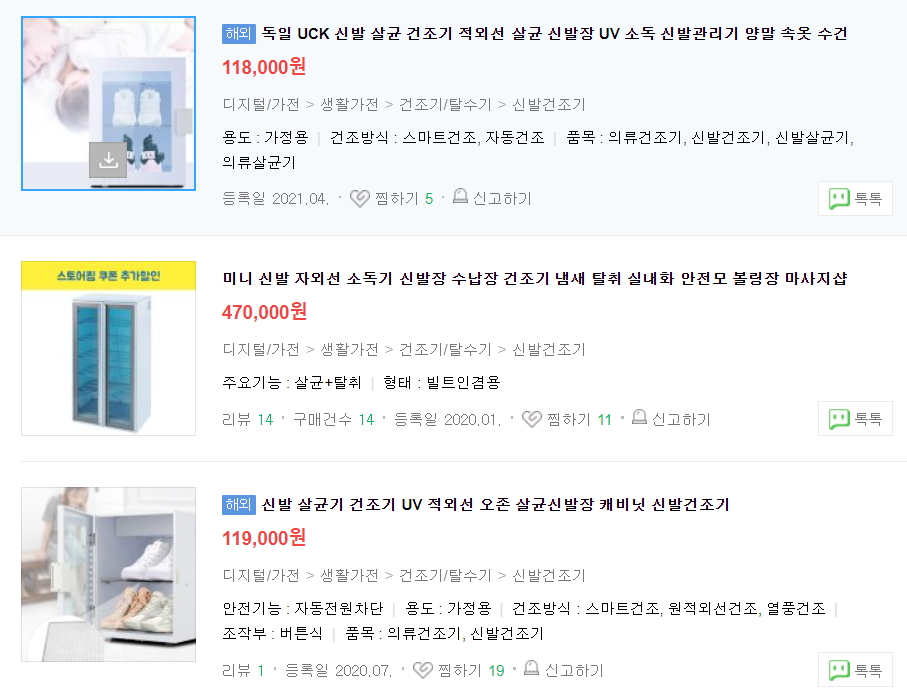 해외 독일 UCK 신발 살균 건조기 적외선 살균 신발장 UV 소독 신발관리기 양말 속옷 수건
118,000원
디지털/가전 > 생활가전 > 건조기/탈수기 > 신발건조기
용도 : 가정용 | 건조방식 : 스마트건조, 자동건조 | 품목 : 의류건조기, 신발건조기, 신발살균기,
의류살균기
등록일 2021.04. · 찜하기 5 · 신고하기
톡톡
스토어찜 쿠폰 추가할인
미니 신발 자외선 소독기 신발장 수납장 건조기 냄새 탈취 실내화 안전모 볼링장 마사지샵
470,000원
디지털/가전 > 생활가전 > 건조기/탈수기 > 신발건조기
주요기능 : 살균+탈취 | 형태 : 빌트인겸용
리뷰 14 · 구매건수 14 · 등록일 2020.01. · 찜하기 11 · 신고하기
톡톡
해외 신발 살균기 건조기 UV 적외선 오존 살균신발장 캐비닛 신발건조기
119,000원
디지털/가전 > 생활가전 > 건조기/탈수기 > 신발건조기
안전기능 : 자동전원차단 | 용도 : 가정용 | 건조방식 : 스마트건조, 원적외선건조, 열풍건조 |
조작부 : 버튼식 | 품목 : 의류건조기, 신발건조기
리뷰 1 · 등록일 2020.07. · 찜하기 19 · 신고하기
톡톡